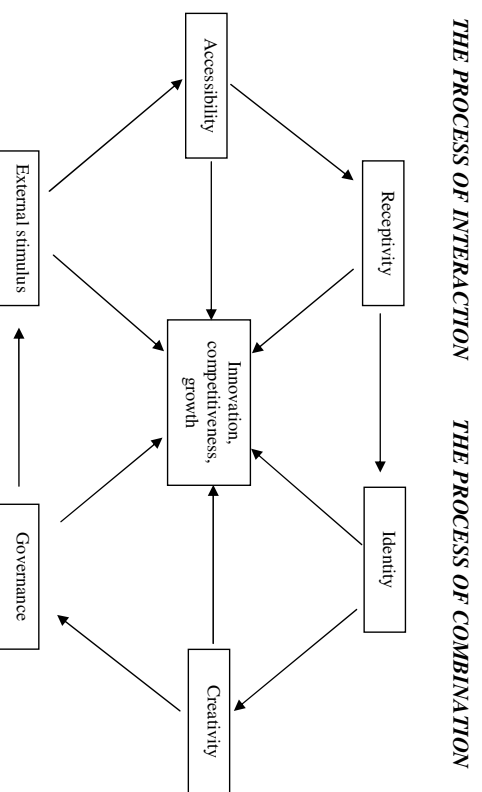 THE PROCESS OF INTERACTION
THE PROCESS OF COMBINATION
Receptivity
Identity
Accessibility
Innovation,
competitiveness,
growth
Creativity
External stimulus
Governance